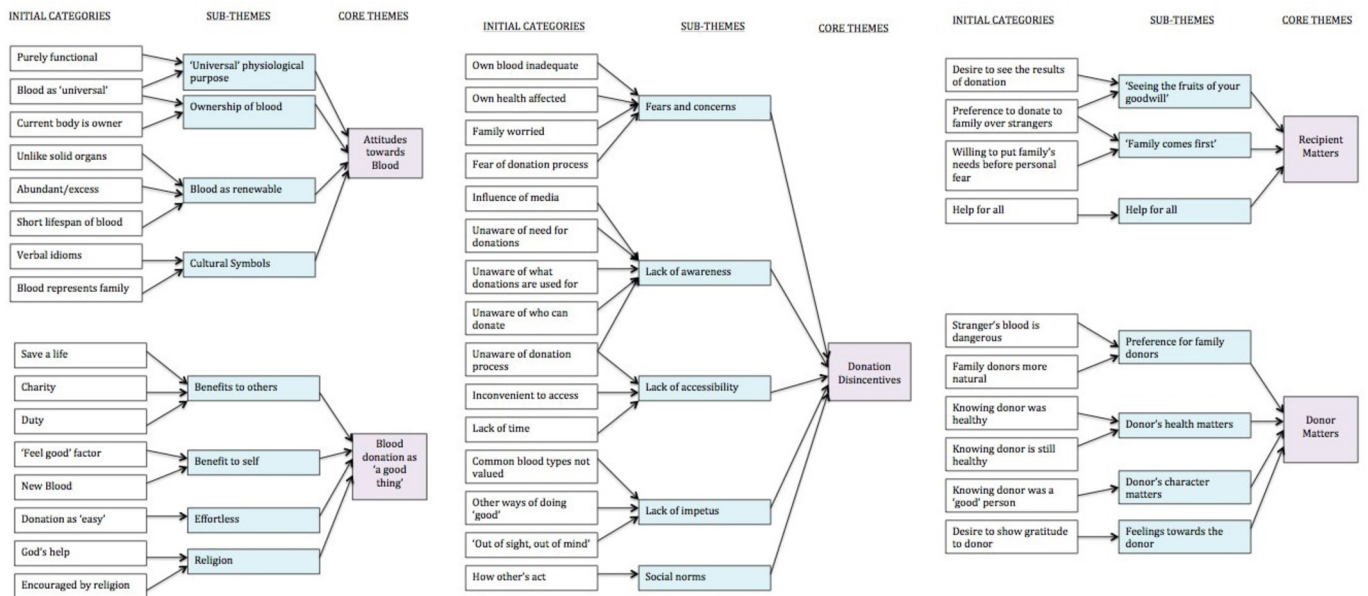 INITIAL CATEGORIES
SUB-THEMES
CORE THEMES
Purely functional
Blood as 'universal'
Current body is owner
Unlike solid organs
Abundant/excess
Short lifespan of blood
Verbal idioms
Blood represents family
'Universal' physiological
purpose
Ownership of blood
Blood as renewable
Cultural Symbols
Attitudes
towards
Blood
Save a life
Charity
Duty
'Feel good' factor
New Blood
Donation as 'easy'
God's help
Encouraged by religion
Benefits to others
Benefit to self
Effortless
Religion
Blood
donation as
'a good
thing'
INITIAL CATEGORIES
SUB-THEMES
CORE THEMES
Own blood inadequate
Own health affected
Family worried
Fear of donation process
Influence of media
Unaware of need for
donations
Unaware of what
donations are used for
Unaware of who can
donate
Unaware of donation
process
Inconvenient to access
Lack of time
Common blood types not
valued
Other ways of doing
'good'
'Out of sight, out of mind'
How other's act
Fears and concerns
Lack of awareness
Lack of accessibility
Lack of impetus
Social norms
Donation
Disincentives
INITIAL CATEGORIES
SUB-THEMES
CORE THEMES
Desire to see the results
of donation
Preference to donate to
family over strangers
Willing to put family's
needs before personal
fear
Help for all
'Seeing the fruits of your
goodwill'
'Family comes first'
Help for all
Recipient
Matters
Stranger's blood is
dangerous
Family donors more
natural
Knowing donor was
healthy
Knowing donor is still
healthy
Knowing donor was a
'good' person
Desire to show gratitude
to donor
Preference for family
donors
Donor's health matters
Donor's character
matters
Feelings towards the
donor
Donor
Matters